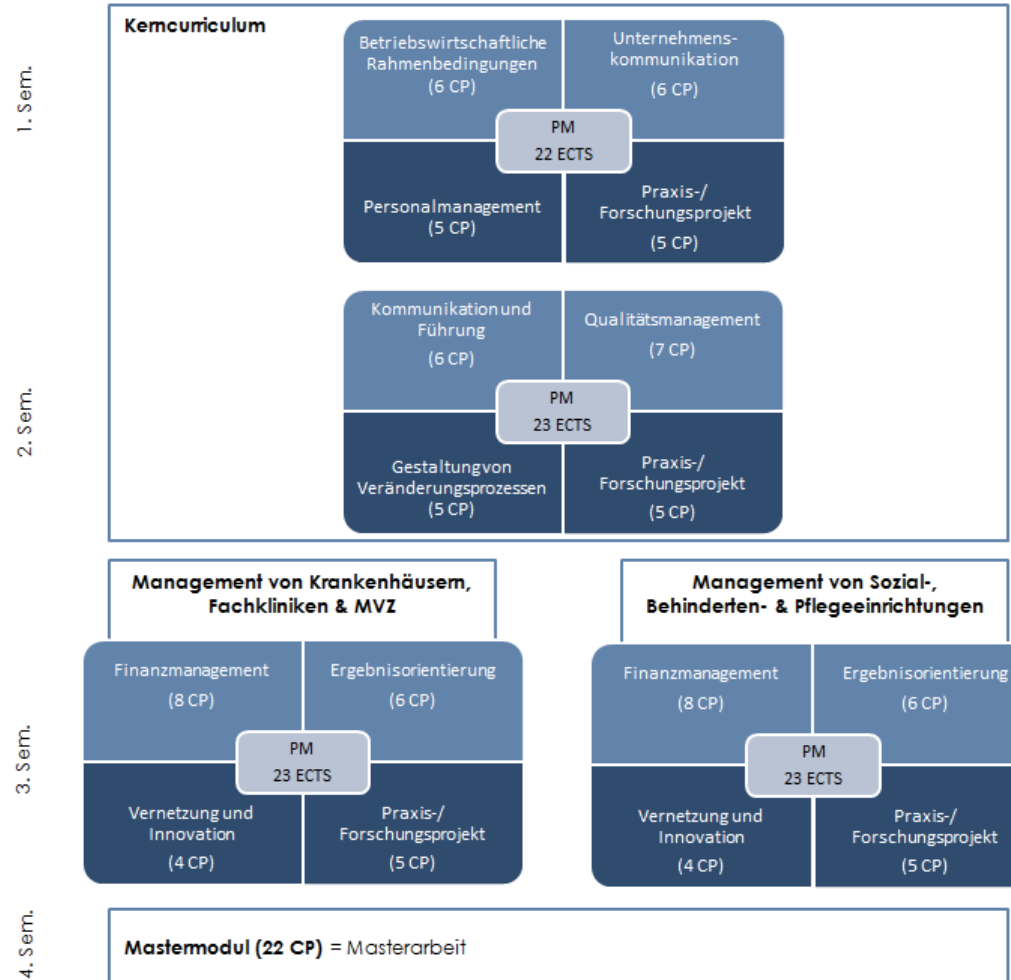 1. Sem.
Kerncurriculum
Betriebswirtschaftliche
Rahmenbedingungen
(6 CP)
Unternehmens-
kommunikation
(6 CP)
PM
22 ECTS
Personalmanagement
(5 CP)
Praxis-/
Forschungsprojekt
(5 CP)
2. Sem.
Kommunikation und
Führung
(6 CP)
Qualitätsmanagement
(7 CP)
PM
23 ECTS
Gestaltung von
Veränderungsprozessen
(5 CP)
Praxis-/
Forschungsprojekt
(5 CP)
3. Sem.
Management von Krankenhäusern,
Fachkliniken & MVZ
Finanzmanagement
(8 CP)
Ergebnisorientierung
(6 CP)
PM
23 ECTS
Vernetzung und
Innovation
(4 CP)
Praxis-/
Forschungsprojekt
(5 CP)
Management von Sozial-,
Behinderten- & Pflegeeinrichtungen
Finanzmanagement
(8 CP)
Ergebnisorientierung
(6 CP)
PM
23 ECTS
Vernetzung und
Innovation
(4 CP)
Praxis-/
Forschungsprojekt
(5 CP)
4. Sem.
Mastermodul (22 CP) = Masterarbeit